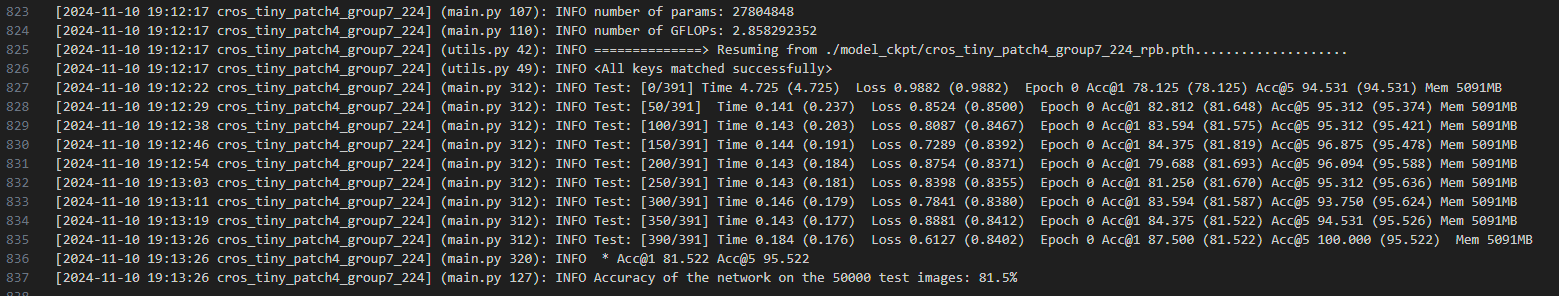 823 [2024-11-10 19:12:17 cros_tiny_patch4_group7_224] (main.py 107): INFO number of params: 27804848
824 [2024-11-10 19:12:17 cros_tiny_patch4_group7_224] (main.py 110): INFO number of GFLOPs: 2.858292352
825 [2024-11-10 19:12:17 cros_tiny_patch4_group7_224] (utils.py 42): INFO ==============> Resuming from ./model_ckpt/cros_tiny_patch4_group7_224_rpb.pth....................
826 [2024-11-10 19:12:17 cros_tiny_patch4_group7_224] (utils.py 49): INFO <All keys matched successfully>
827 [2024-11-10 19:12:22 cros_tiny_patch4_group7_224] (main.py 312): INFO Test: [0/391] Time 4.725 (4.725) Loss 0.9882 (0.9882) Epoch 0 Acc@1 78.125 (78.125) Acc@5 94.531 (94.531) Mem 5091MB
828 [2024-11-10 19:12:29 cros_tiny_patch4_group7_224] (main.py 312): INFO Test: [50/391] Time 0.141 (0.237) Loss 0.8524 (0.8500) Epoch 0 Acc@1 82.812 (81.648) Acc@5 95.312 (95.374) Mem 5091MB
829 [2024-11-10 19:12:38 cros_tiny_patch4_group7_224] (main.py 312): INFO Test: [100/391] Time 0.143 (0.203) Loss 0.8087 (0.8467) Epoch 0 Acc@1 83.594 (81.575) Acc@5 95.312 (95.421) Mem 5091MB
830 [2024-11-10 19:12:46 cros_tiny_patch4_group7_224] (main.py 312): INFO Test: [150/391] Time 0.144 (0.191) Loss 0.7289 (0.8392) Epoch 0 Acc@1 84.375 (81.819) Acc@5 96.875 (95.478) Mem 5091MB
831 [2024-11-10 19:12:54 cros_tiny_patch4_group7_224] (main.py 312): INFO Test: [200/391] Time 0.143 (0.184) Loss 0.8754 (0.8371) Epoch 0 Acc@1 79.688 (81.693) Acc@5 96.094 (95.588) Mem 5091MB
832 [2024-11-10 19:13:03 cros_tiny_patch4_group7_224] (main.py 312): INFO Test: [250/391] Time 0.143 (0.181) Loss 0.8398 (0.8355) Epoch 0 Acc@1 81.250 (81.670) Acc@5 95.312 (95.636) Mem 5091MB
833 [2024-11-10 19:13:11 cros_tiny_patch4_group7_224] (main.py 312): INFO Test: [300/391] Time 0.146 (0.179) Loss 0.7841 (0.8380) Epoch 0 Acc@1 83.594 (81.587) Acc@5 93.750 (95.624) Mem 5091MB
834 [2024-11-10 19:13:19 cros_tiny_patch4_group7_224] (main.py 312): INFO Test: [350/391] Time 0.143 (0.177) Loss 0.8881 (0.8412) Epoch 0 Acc@1 84.375 (81.522) Acc@5 94.531 (95.526) Mem 5091MB
835 [2024-11-10 19:13:26 cros_tiny_patch4_group7_224] (main.py 312): INFO Test: [390/391] Time 0.184 (0.176) Loss 0.6127 (0.8402) Epoch 0 Acc@1 87.500 (81.522) Acc@5 100.000 (95.522) Mem 5091MB
836 [2024-11-10 19:13:26 cros_tiny_patch4_group7_224] (main.py 320): INFO * Acc@1 81.522 Acc@5 95.522
837 [2024-11-10 19:13:26 cros_tiny_patch4_group7_224] (main.py 127): INFO Accuracy of the network on the 50000 test images: 81.5%